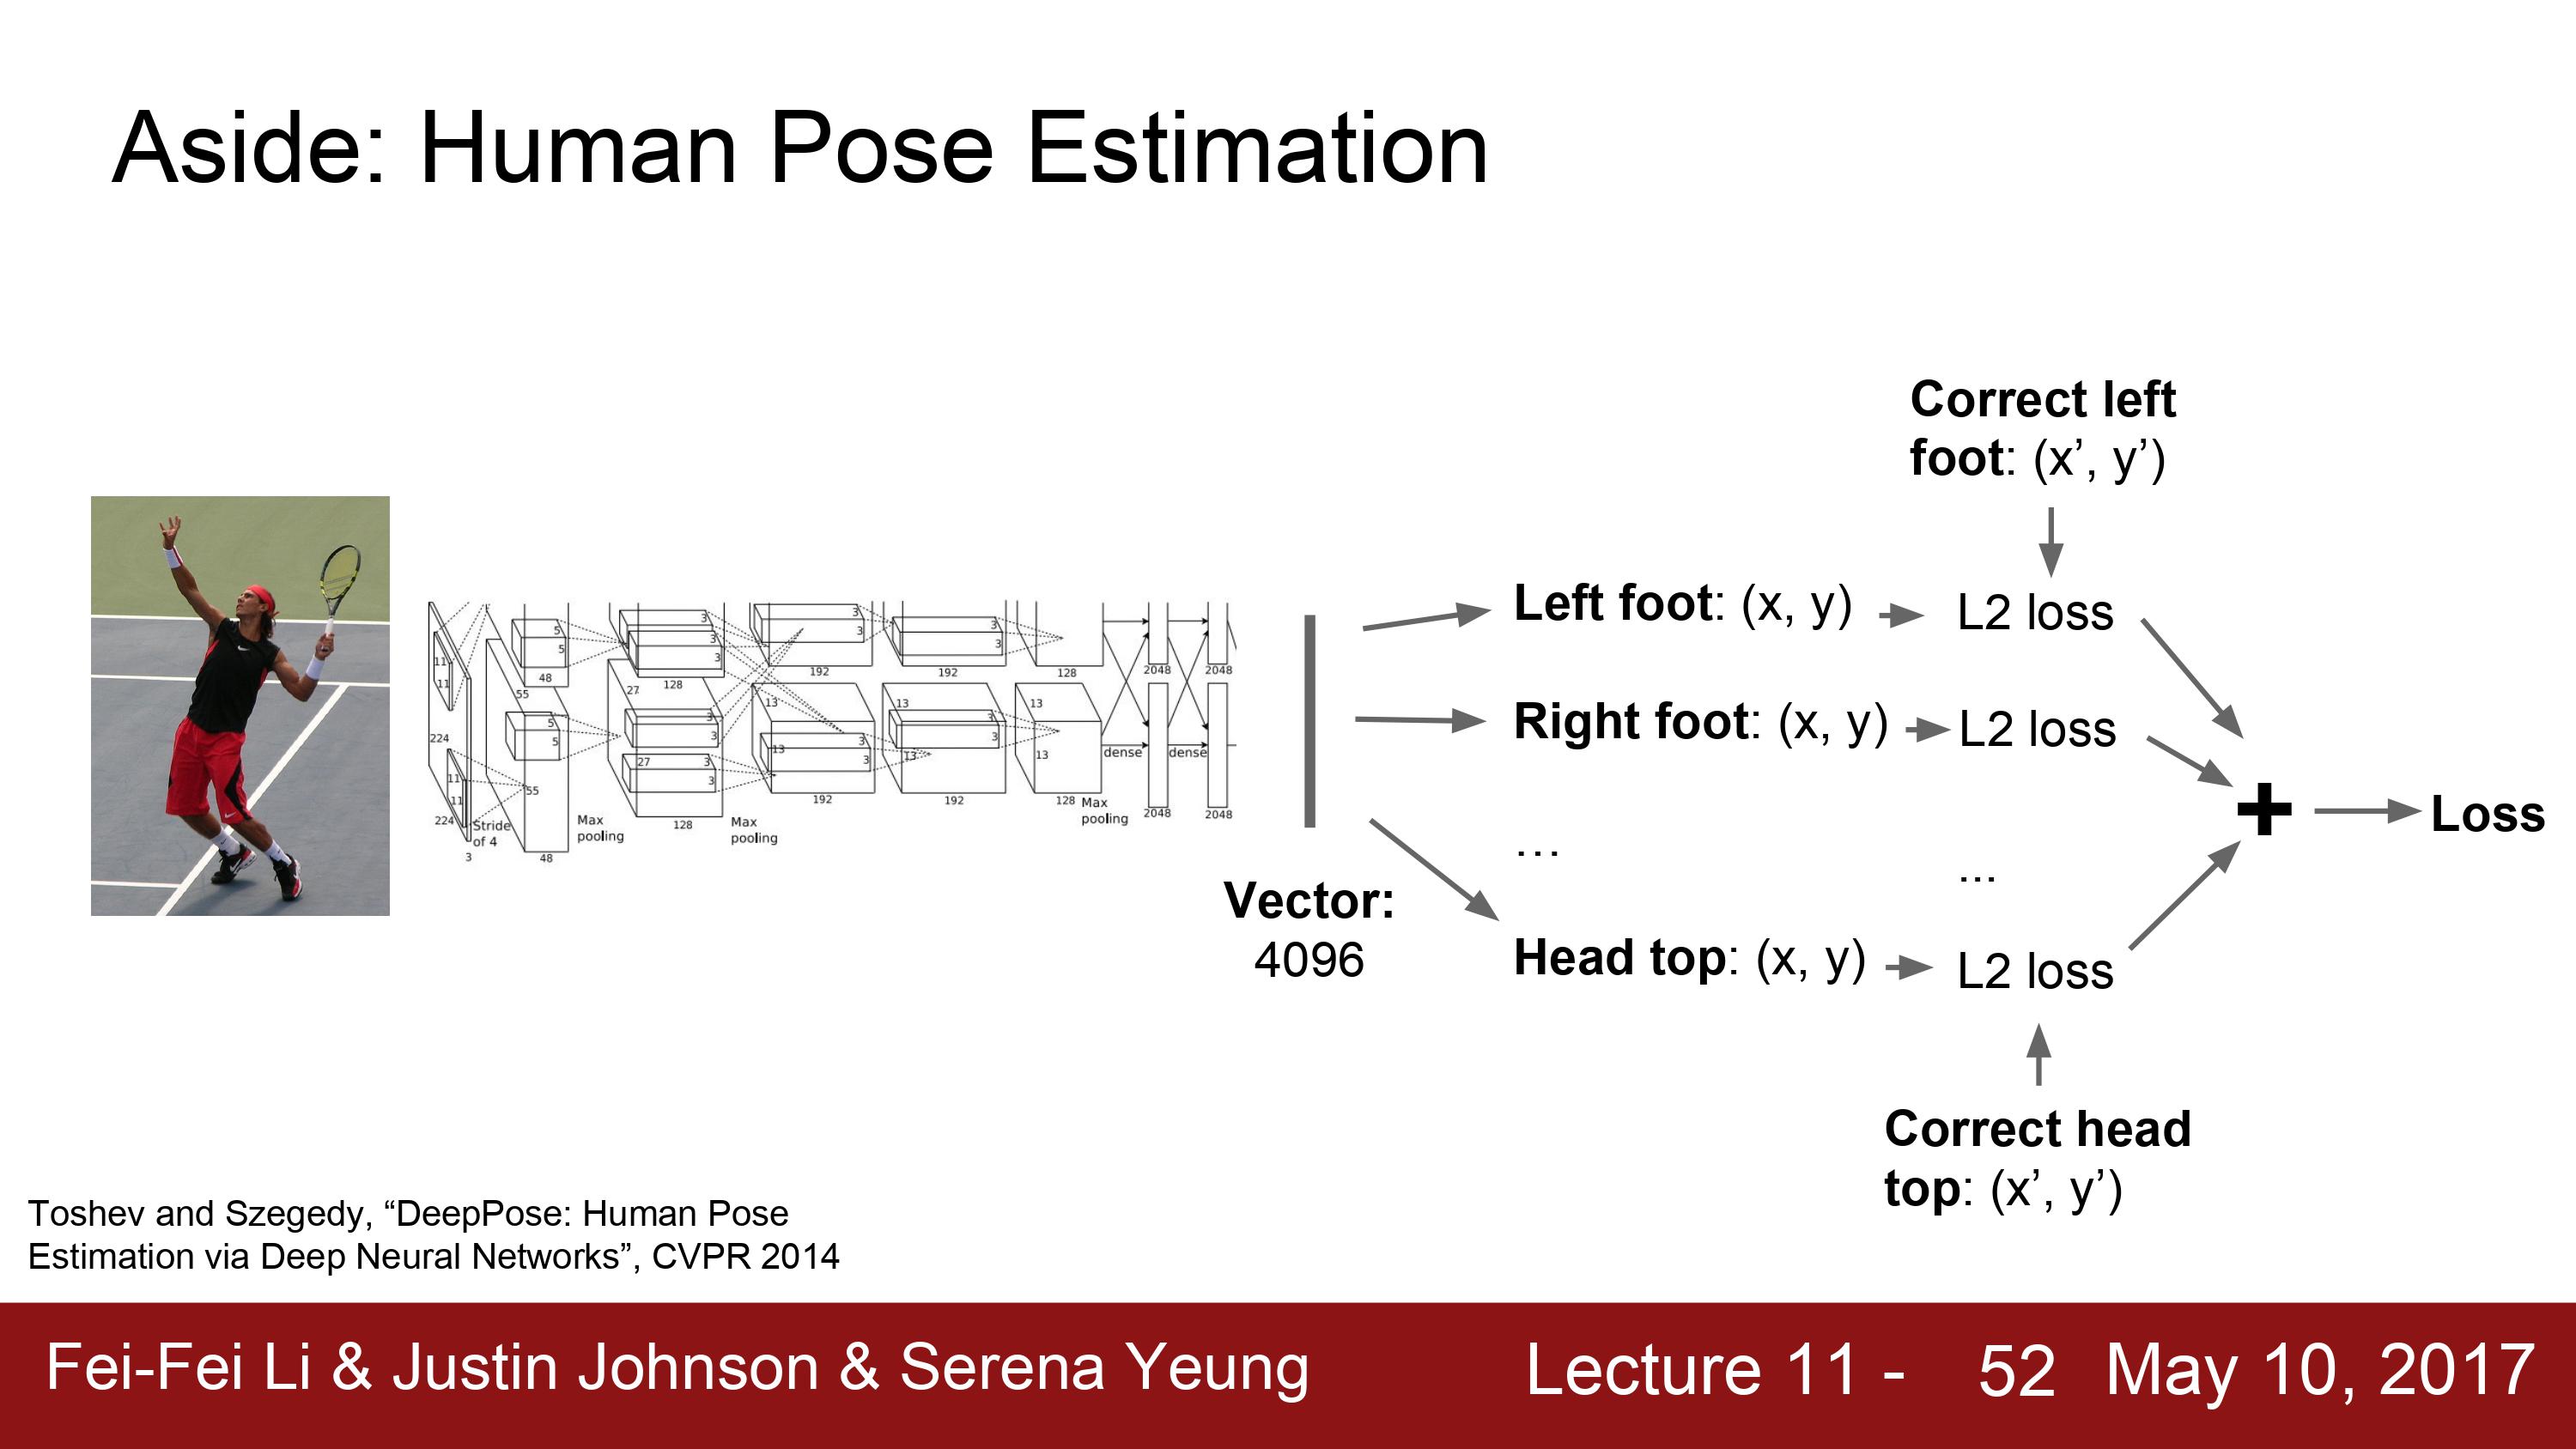 Aside: Human Pose Estimation
Correct left
foot: (x’, y’)
Left foot: (x, y)
L2 loss
Right foot: (x, y)
L2 loss
...
...
Head top: (x, y)
L2 loss
Correct head
top: (x’, y’)
+
Loss
Vector:
4096
11
11
224
11
11
224
Stride
of 4
3
5
5
48
55
5
5
55
48
Max
pooling
3
3
3
27
128
3
3
27
3
3
128
Max
pooling
3
3
192
13
3
13
3
192
3
3
192
13
3
3
13
192
128
13
13
128
Max
pooling
2048
2048
dense
dense
2048
2048
Toshev and Szegedy, “DeepPose: Human Pose
Estimation via Deep Neural Networks”, CVPR 2014
Fei-Fei Li & Justin Johnson & Serena Yeung
Lecture 11 - 52 May 10, 2017